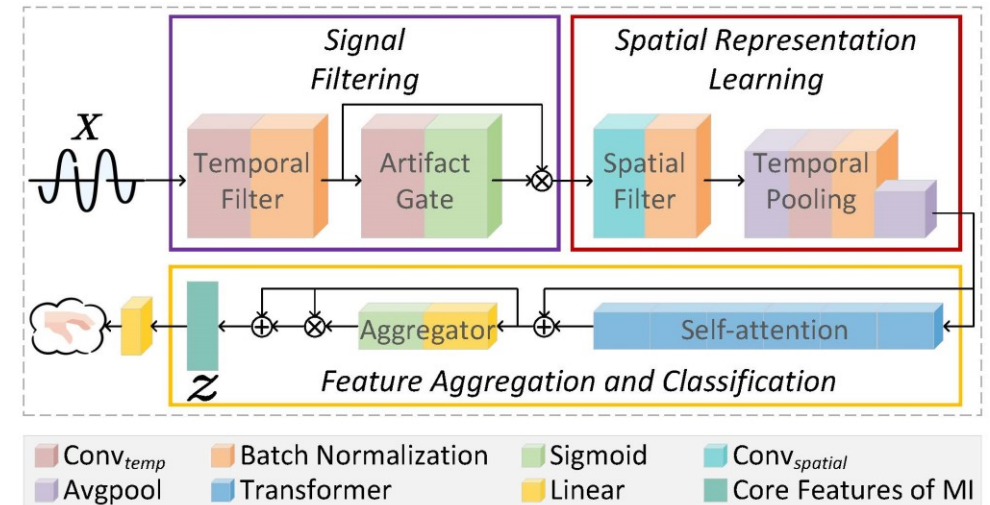 Signal
Filtering
Spatial Representation
Learning
X
Temporal
Filter
Artifact
Gate
Spatial
Filter
Temporal
Pooling
Aggregator
Self-attention
z
Feature Aggregation and Classification
Conv_temp Batch Normalization Sigmoid Conv_spatial
Avgpool Transformer Linear Core Features of MI